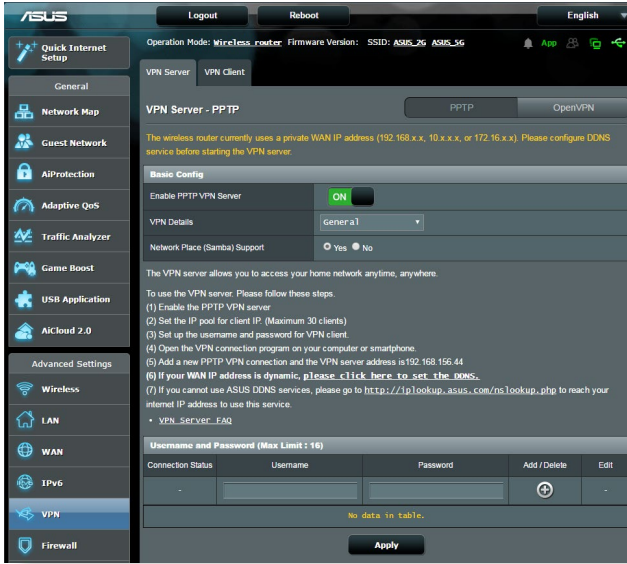 ASUS
Logout
Reboot
English
Quick Internet Setup
Operation Mode: Wireless router Firmware Version: SSID: ASUS_2G ASUS_5G
App
General
Network Map
Guest Network
AiProtection
Adaptive QoS
Traffic Analyzer
Game Boost
USB Application
AiCloud 2.0
Advanced Settings
Wireless
LAN
WAN
IPv6
VPN
Firewall
VPN Server VPN Client
VPN Server - PPTP
PPTP OpenVPN
The wireless router currently uses a private WAN IP address (192.168.x.x, 10.x.x.x, or 172.16.x.x). Please configure DDNS
service before starting the VPN server.
Basic Config
Enable PPTP VPN Server ON
VPN Details General
Network Place (Samba) Support Yes No
The VPN server allows you to access your home network anytime, anywhere.
To use the VPN server. Please follow these steps.
(1) Enable the PPTP VPN server
(2) Set the IP pool for client IP. (Maximum 30 clients)
(3) Set up the username and password for VPN client.
(4) Open the VPN connection program on your computer or smartphone.
(5) Add a new PPTP VPN connection and the VPN server address is192.168.156.44
(6) If your WAN IP address is dynamic, please click here to set the DDNS.
(7) If you cannot use ASUS DDNS services, please go to http://iplookup.asus.com/nslookup.php to reach your
internet IP address to use this service.
• VPN Server FAQ
Username and Password (Max Limit : 16)
Connection Status Username Password Add / Delete Edit
- -
No data in table.
Apply